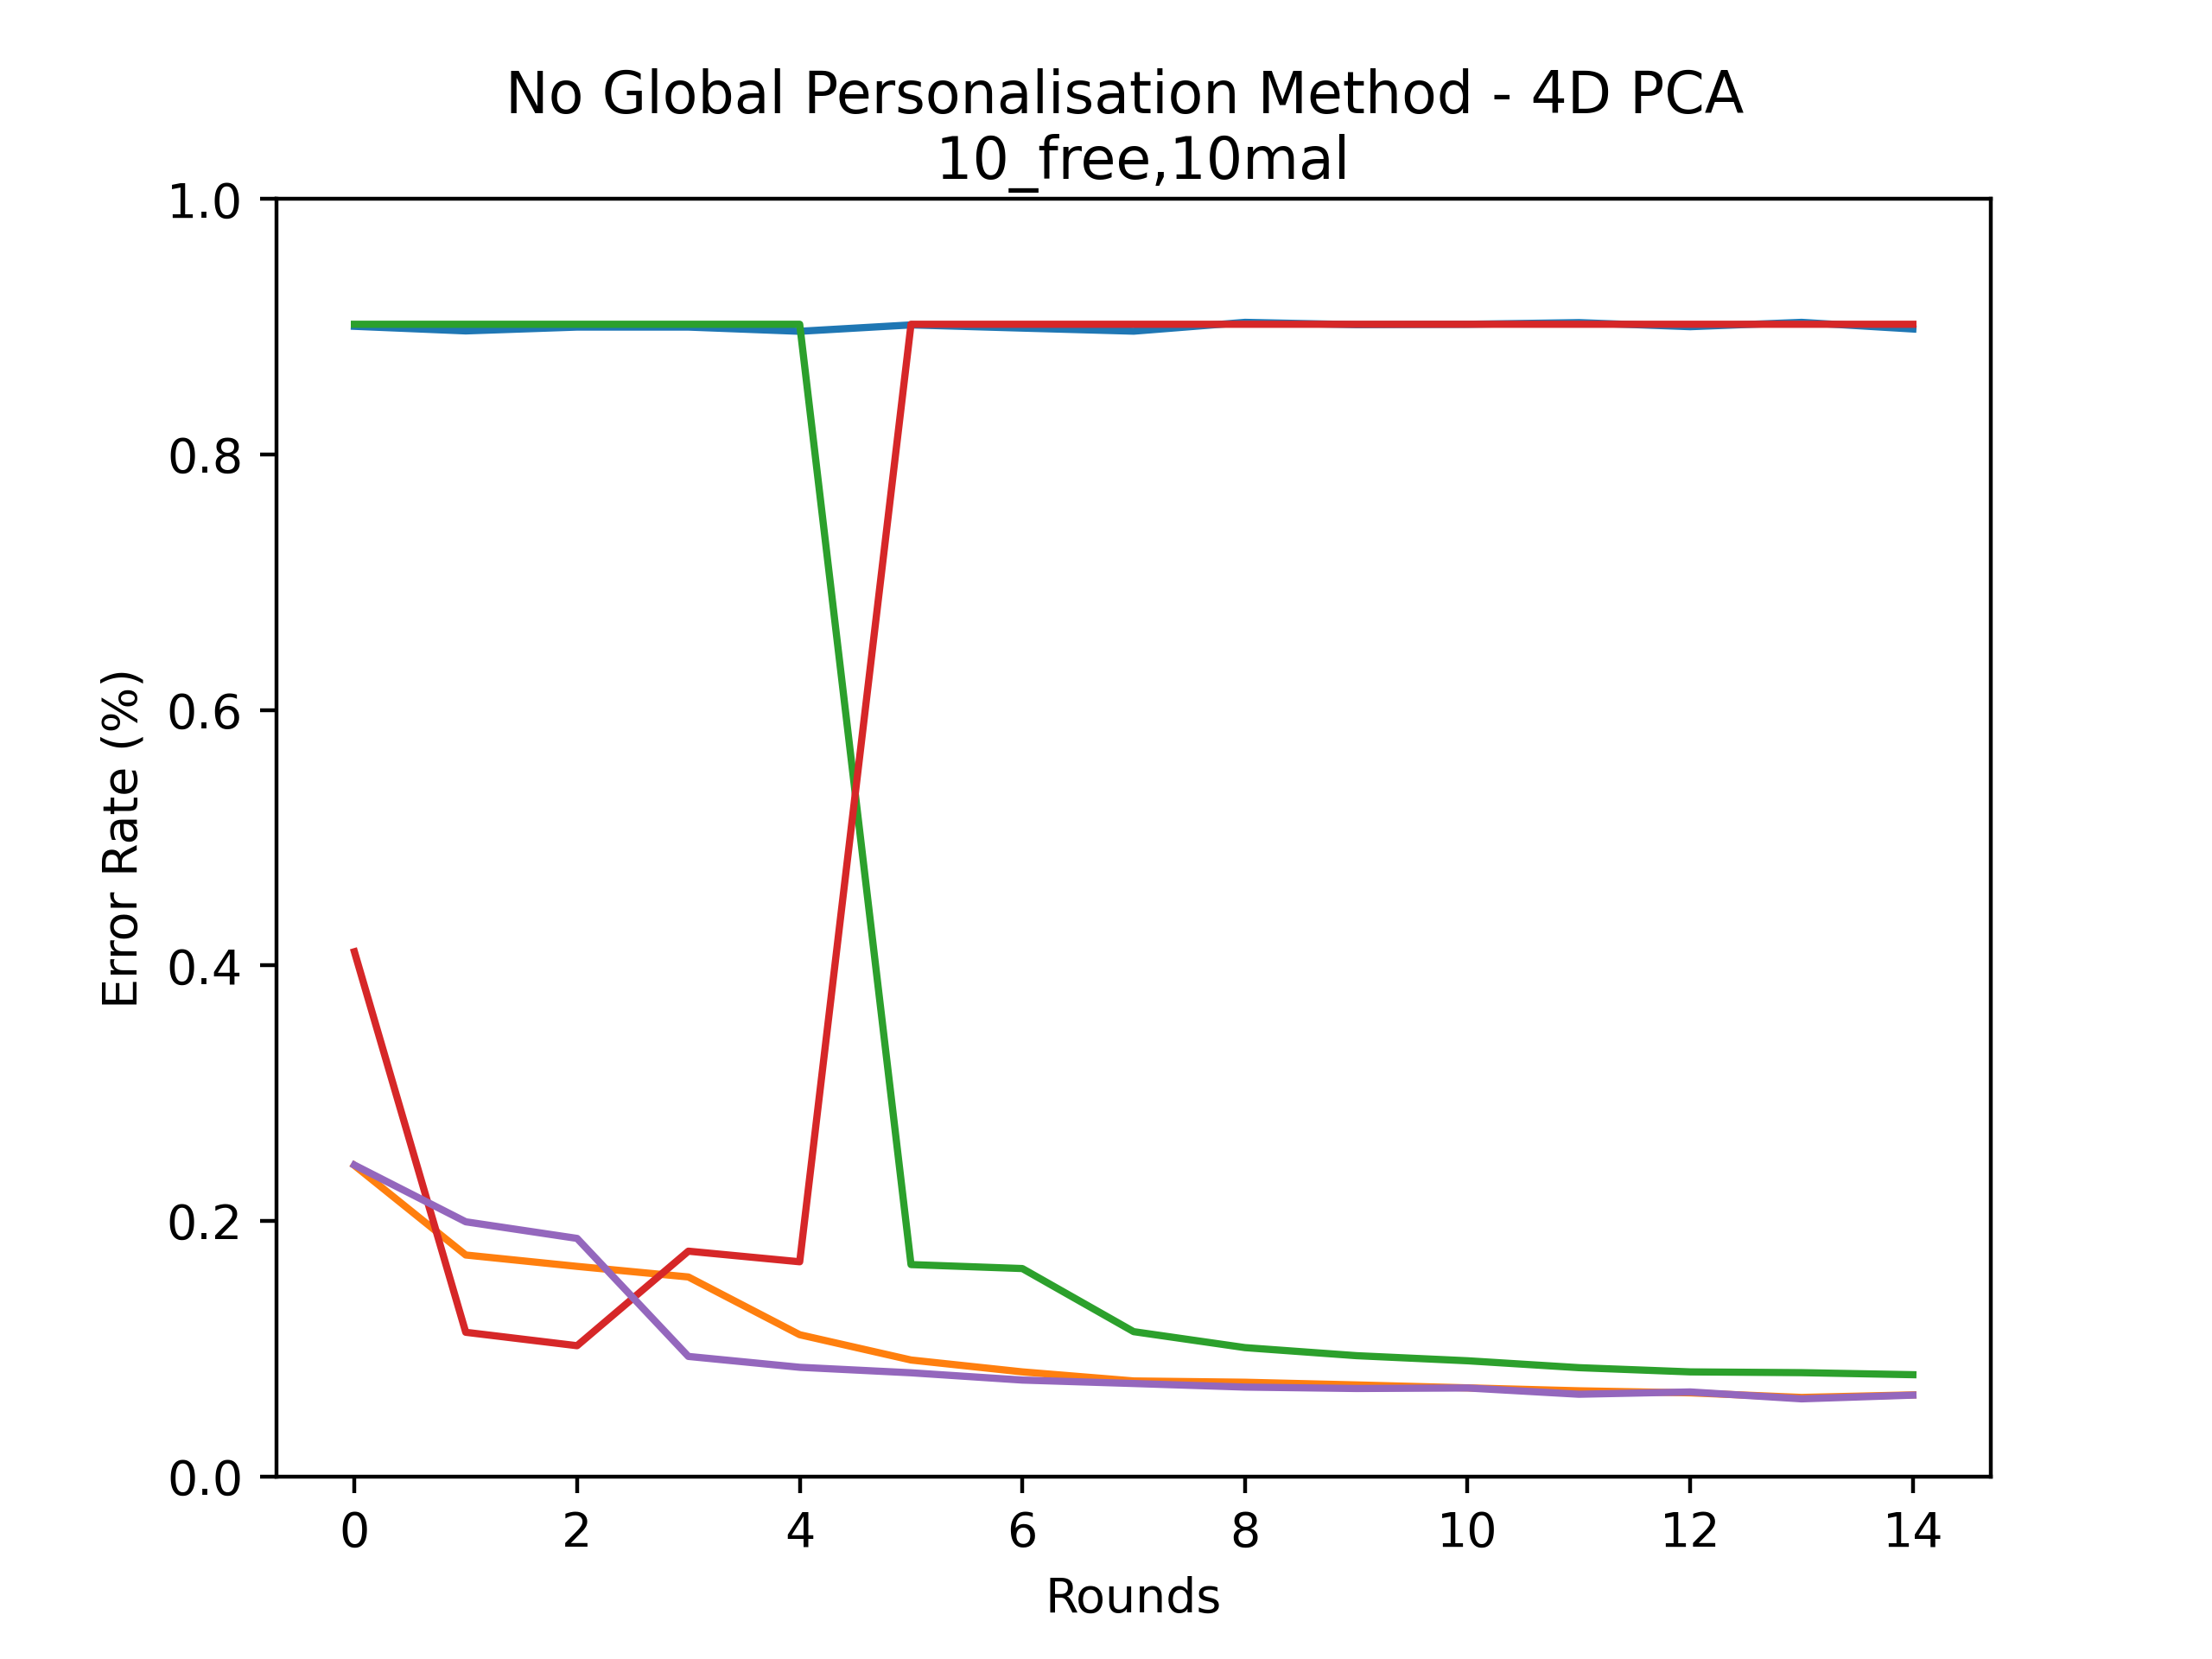 No Global Personalisation Method - 4D PCA
10_free,10mal
1.0
0.8
0.6
0.4
0.2
0.0
Error Rate (%)
0 2 4 6 8 10 12 14
Rounds